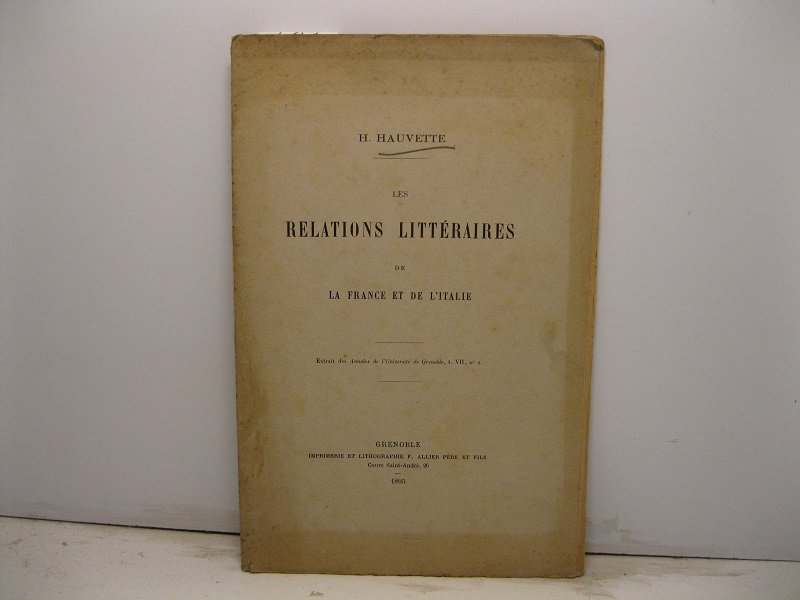 H. HAUVETTE
LES
RELATIONS LITTÉRAIRES
DE
LA FRANCE ET DE L'ITALIE
Extrait des Annales de l'Université de Grenoble, t. VII, nº 2.
GRENOBLE
IMPRIMERIE ET LITHOGRAPHIE F. ALLIER PÈRE ET FILS
Cours Saint-André, 26
1895